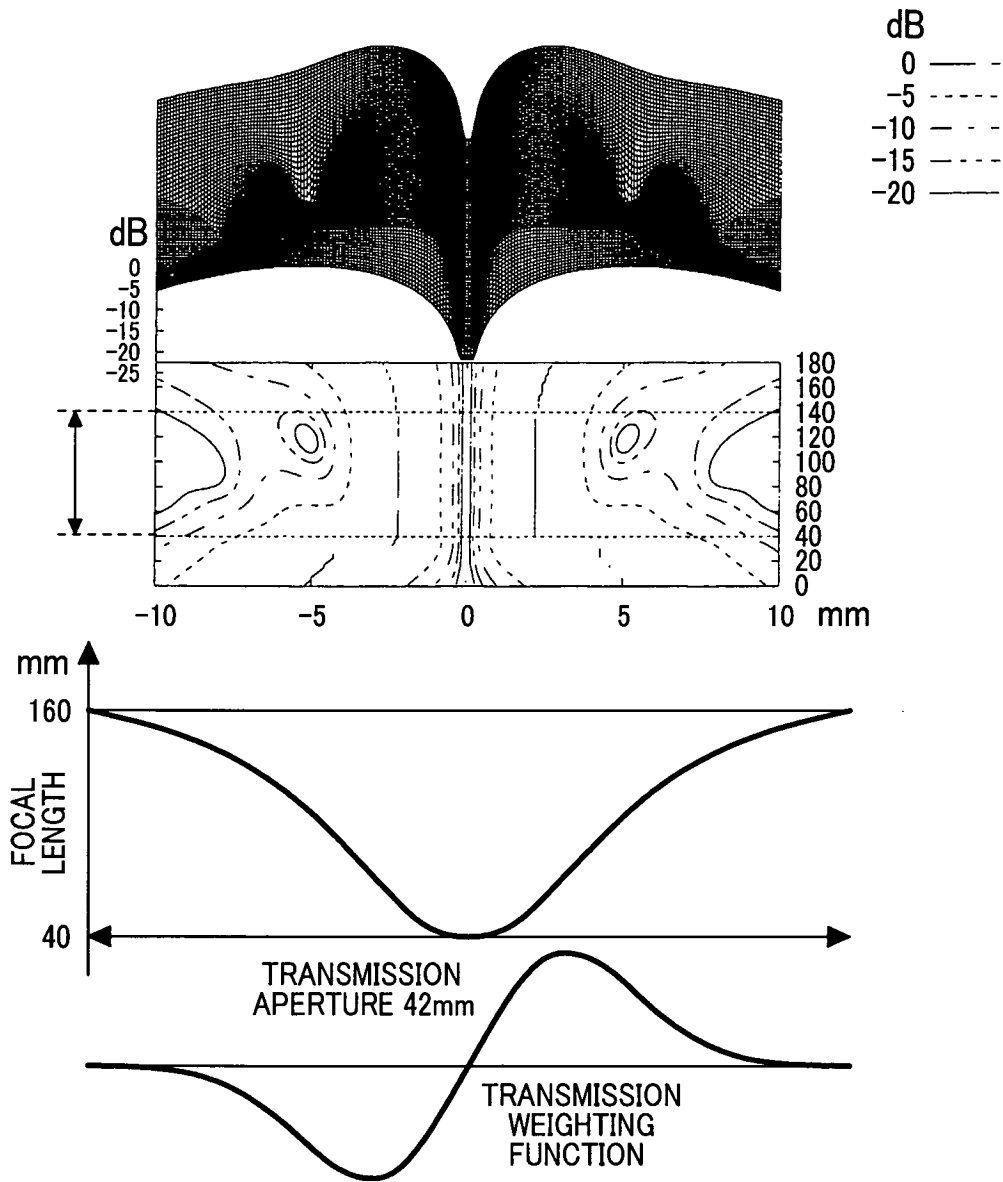 dB
0
-5
-10
-15
-20
dB
0
-5
-10
-15
-20
-25
180
160
140
120
100
80
60
40
20
0
-10
-5
0
5
10
mm
mm
160
FOCAL
LENGTH
40
TRANSMISSION
APERTURE 42mm
TRANSMISSION
WEIGHTING
FUNCTION